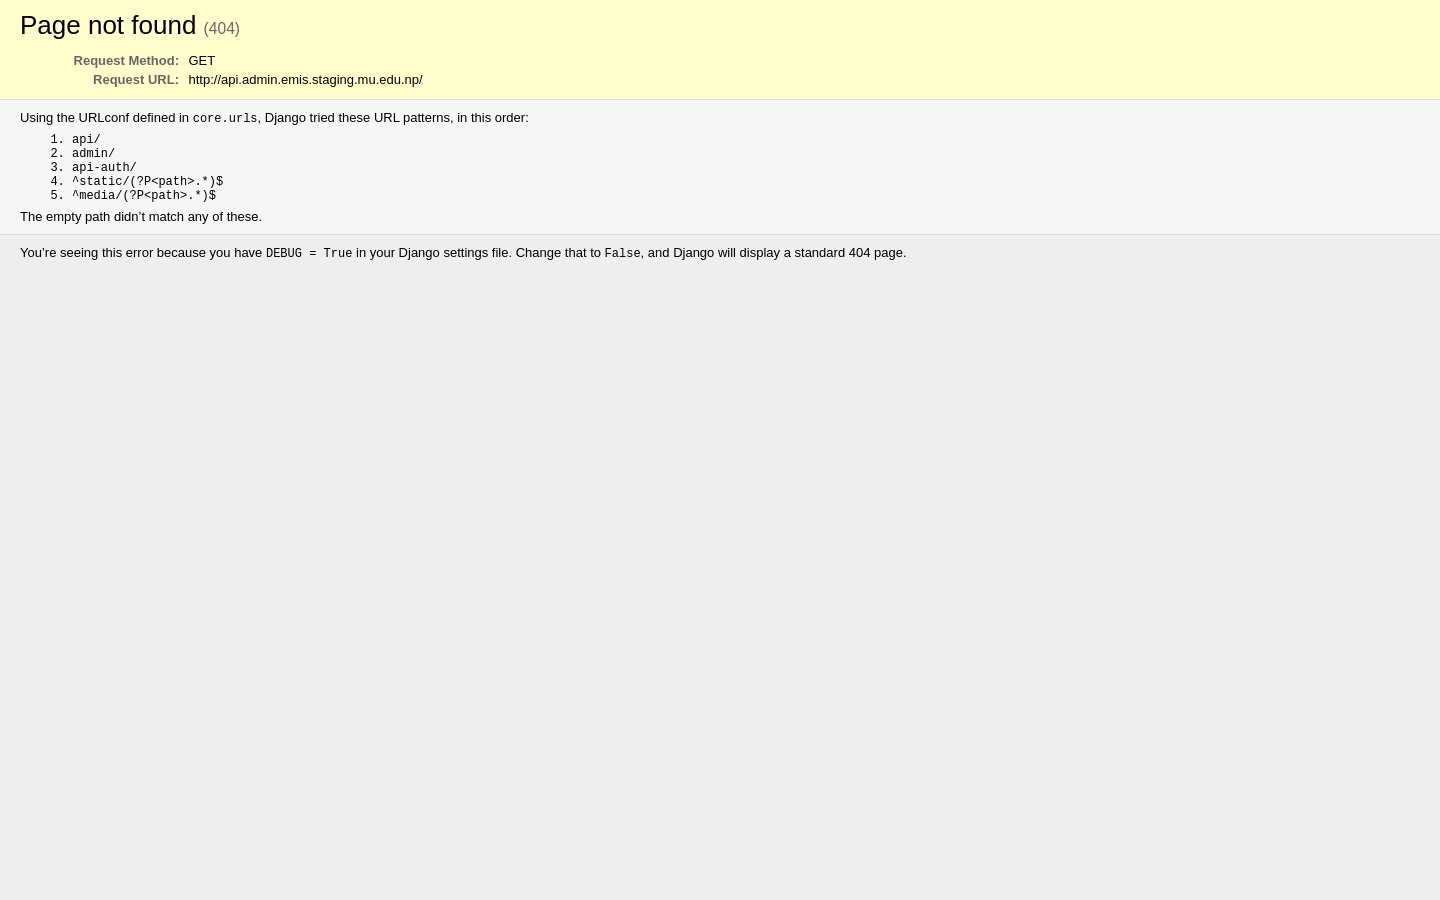 Page not found (404)
Request Method: GET
Request URL: http://api.admin.emis.staging.mu.edu.np/
Using the URLconf defined in core.urls, Django tried these URL patterns, in this order:
1. api/
2. admin/
3. api-auth/
4. ^static/(?P<path>.*)$
5. ^media/(?P<path>.*)$
The empty path didn’t match any of these.
You’re seeing this error because you have DEBUG = True in your Django settings file. Change that to False, and Django will display a standard 404 page.